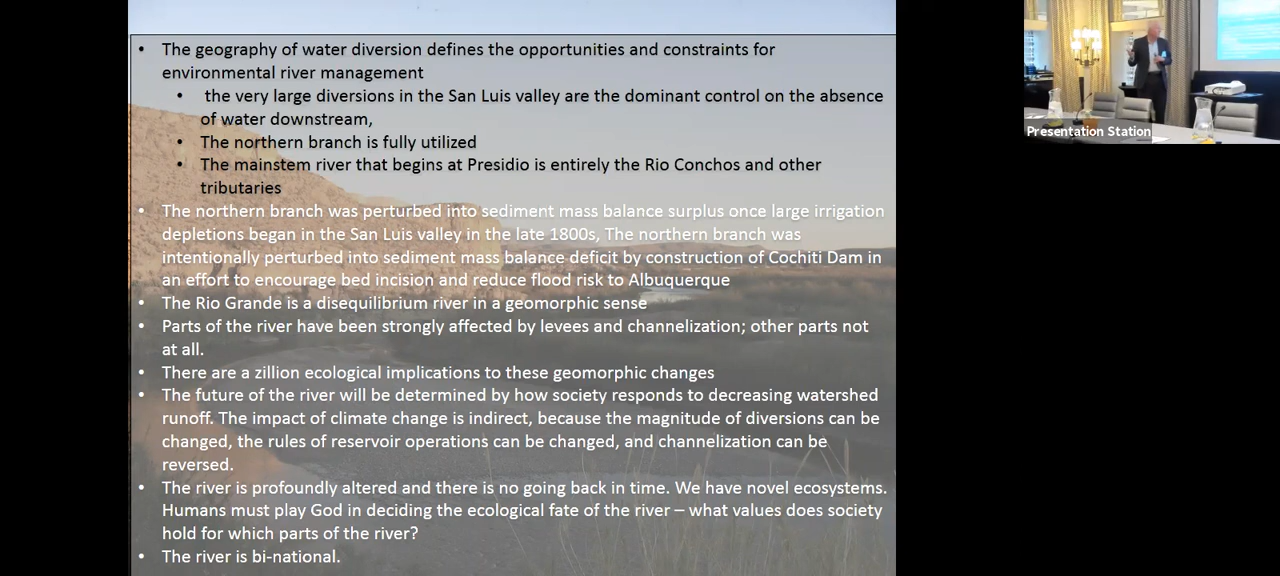 • The geography of water diversion defines the opportunities and constraints for
environmental river management
• the very large diversions in the San Luis valley are the dominant control on the absence
of water downstream,
• The northern branch is fully utilized
• The mainstem river that begins at Presidio is entirely the Rio Conchos and other
tributaries
• The northern branch was perturbed into sediment mass balance surplus once large irrigation
depletions began in the San Luis valley in the late 1800s, The northern branch was
intentionally perturbed into sediment mass balance deficit by construction of Cochiti Dam in
an effort to encourage bed incision and reduce flood risk to Albuquerque
• The Rio Grande is a disequilibrium river in a geomorphic sense
• Parts of the river have been strongly affected by levees and channelization; other parts not
at all.
• There are a zillion ecological implications to these geomorphic changes
• The future of the river will be determined by how society responds to decreasing watershed
runoff. The impact of climate change is indirect, because the magnitude of diversions can be
changed, the rules of reservoir operations can be changed, and channelization can be
reversed.
• The river is profoundly altered and there is no going back in time. We have novel ecosystems.
Humans must play God in deciding the ecological fate of the river – what values does society
hold for which parts of the river?
• The river is bi-national.
Presentation Station